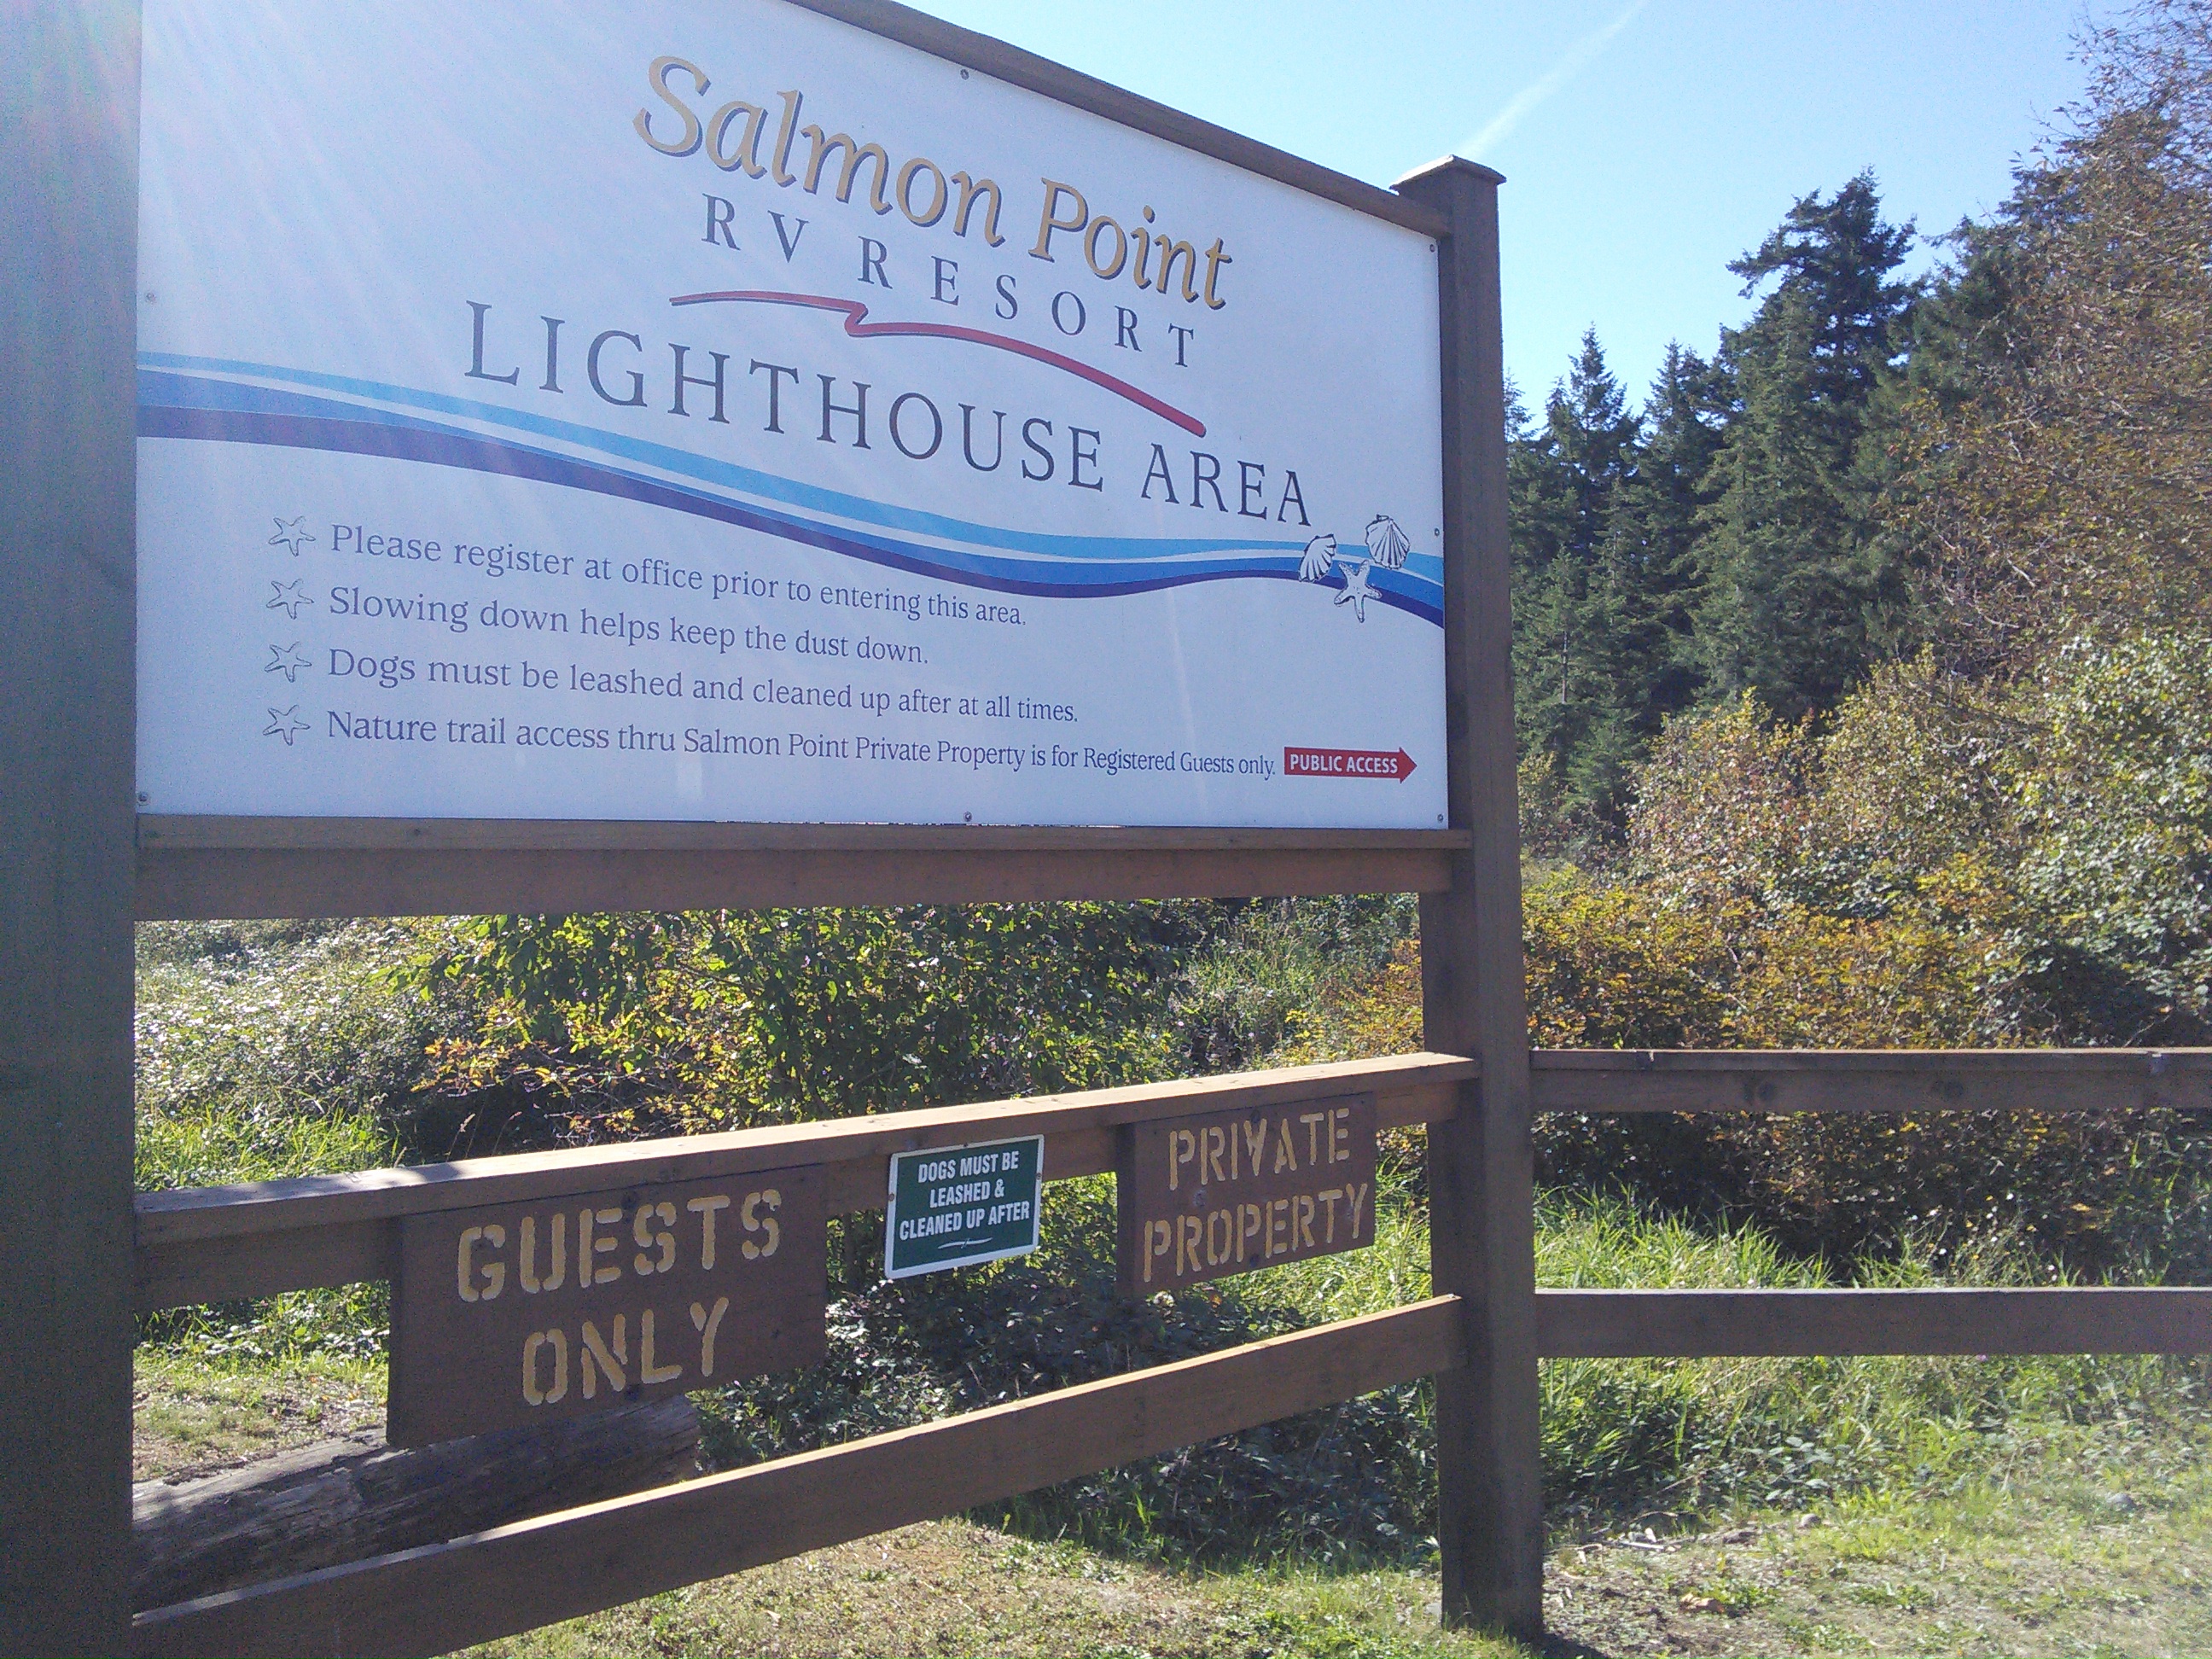 Salmon Point
RV RESORT
LIGHTHOUSE AREA
Please register at office prior to entering this area.
Slowing down helps keep the dust down.
Dogs must be leashed and cleaned up after at all times.
Nature trail access thru Salmon Point Private Property is for Registered Guests only. PUBLIC ACCESS
GUESTS
ONLY
DOGS MUST BE
LEASHED &
CLEANED UP AFTER
PRIVATE
PROPERTY